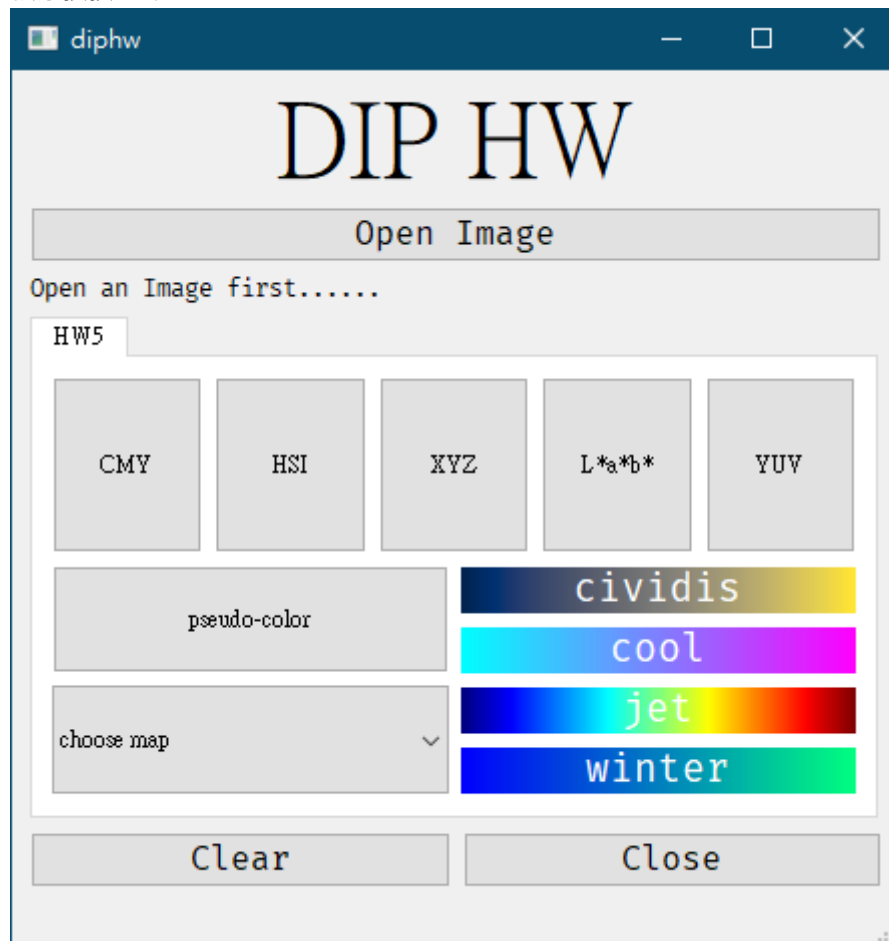 diphw
DIP HW
Open Image
Open an Image first......
HW5
CMY HSI XYZ L*a*b* YUV
pseudo-color
cividis
cool
choose map
jet
winter
Clear Close